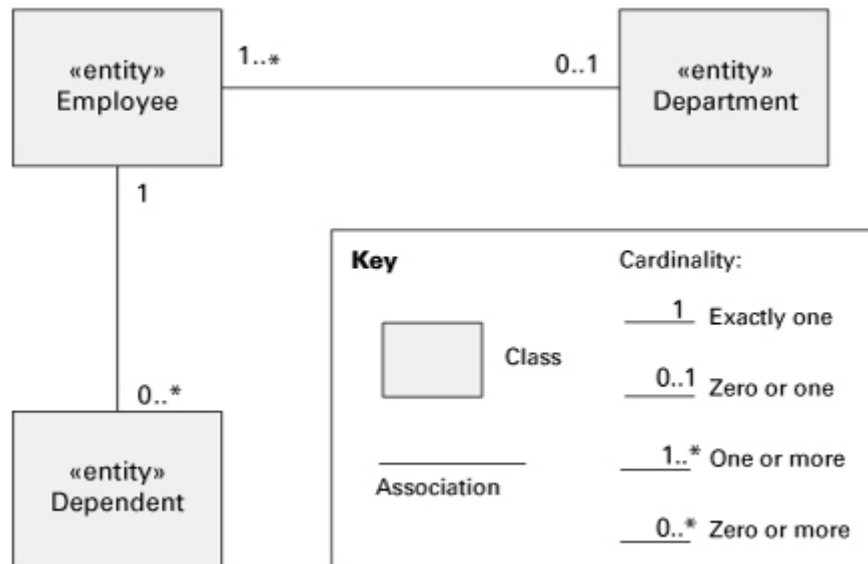 «entity»
Employee
1..*
0..1
«entity»
Department
1
0..*
«entity»
Dependent
Key
Cardinality:
Class
Association
1 Exactly one
0..1 Zero or one
1..* One or more
0..* Zero or more